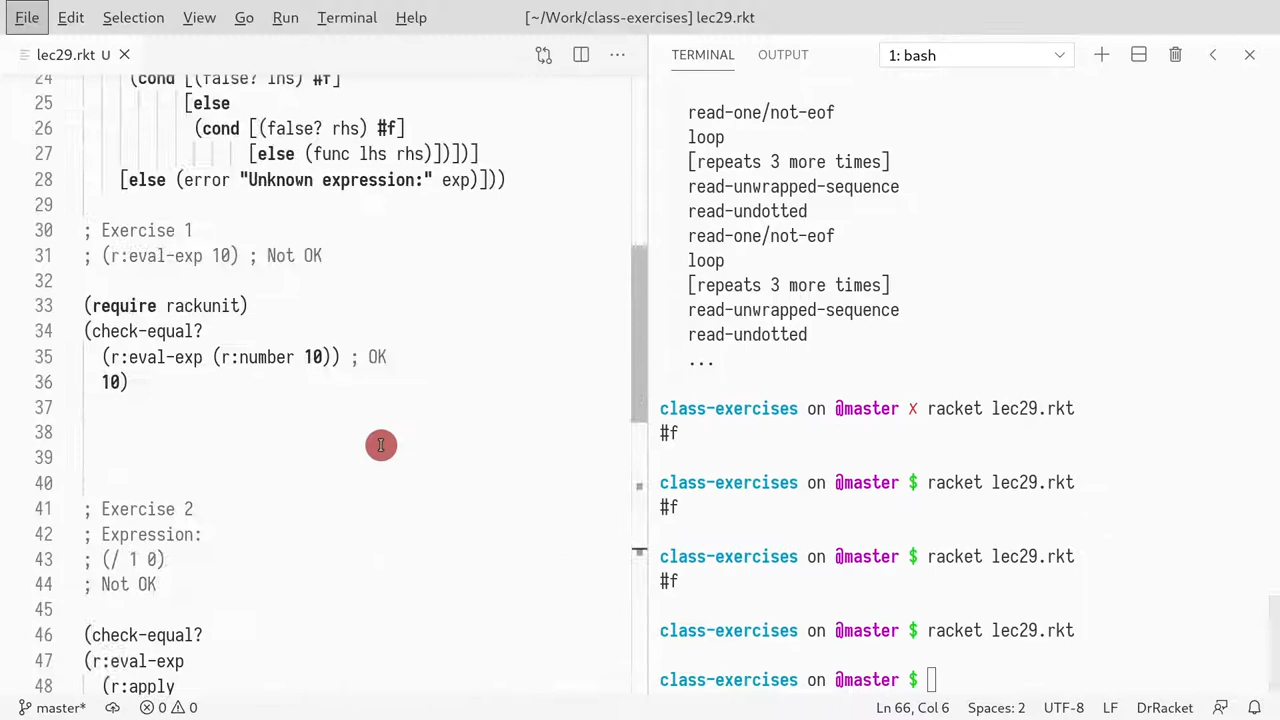 File Edit Selection View Go Run Terminal Help [~/Work/class-exercises] lec29.rkt
lec29.rkt U
TERMINAL OUTPUT 1: bash
24 (cond [(false? lhs) #f]
25 [else
26 (cond [(false? rhs) #f]
27 [else (func lhs rhs)])])]
28 [else (error "Unknown expression:" exp)]))
29
30 ; Exercise 1
31 ; (r:eval-exp 10) ; Not OK
32
33 (require rackunit)
34 (check-equal?
35 (r:eval-exp (r:number 10)) ; OK
36 10)
37
38
39
40
41 ; Exercise 2
42 ; Expression:
43 ; (/ 1 0)
44 ; Not OK
45
46 (check-equal?
47 (r:eval-exp
48 (r:apply
read-one/not-eof
loop
[repeats 3 more times]
read-unwrapped-sequence
read-undotted
read-one/not-eof
loop
[repeats 3 more times]
read-unwrapped-sequence
read-undotted
...
class-exercises on @master ✗ racket lec29.rkt
#f
class-exercises on @master $ racket lec29.rkt
#f
class-exercises on @master $ racket lec29.rkt
#f
class-exercises on @master $ racket lec29.rkt
class-exercises on @master $
master* 0 0 Ln 66, Col 6 Spaces: 2 UTF-8 LF DrRacket